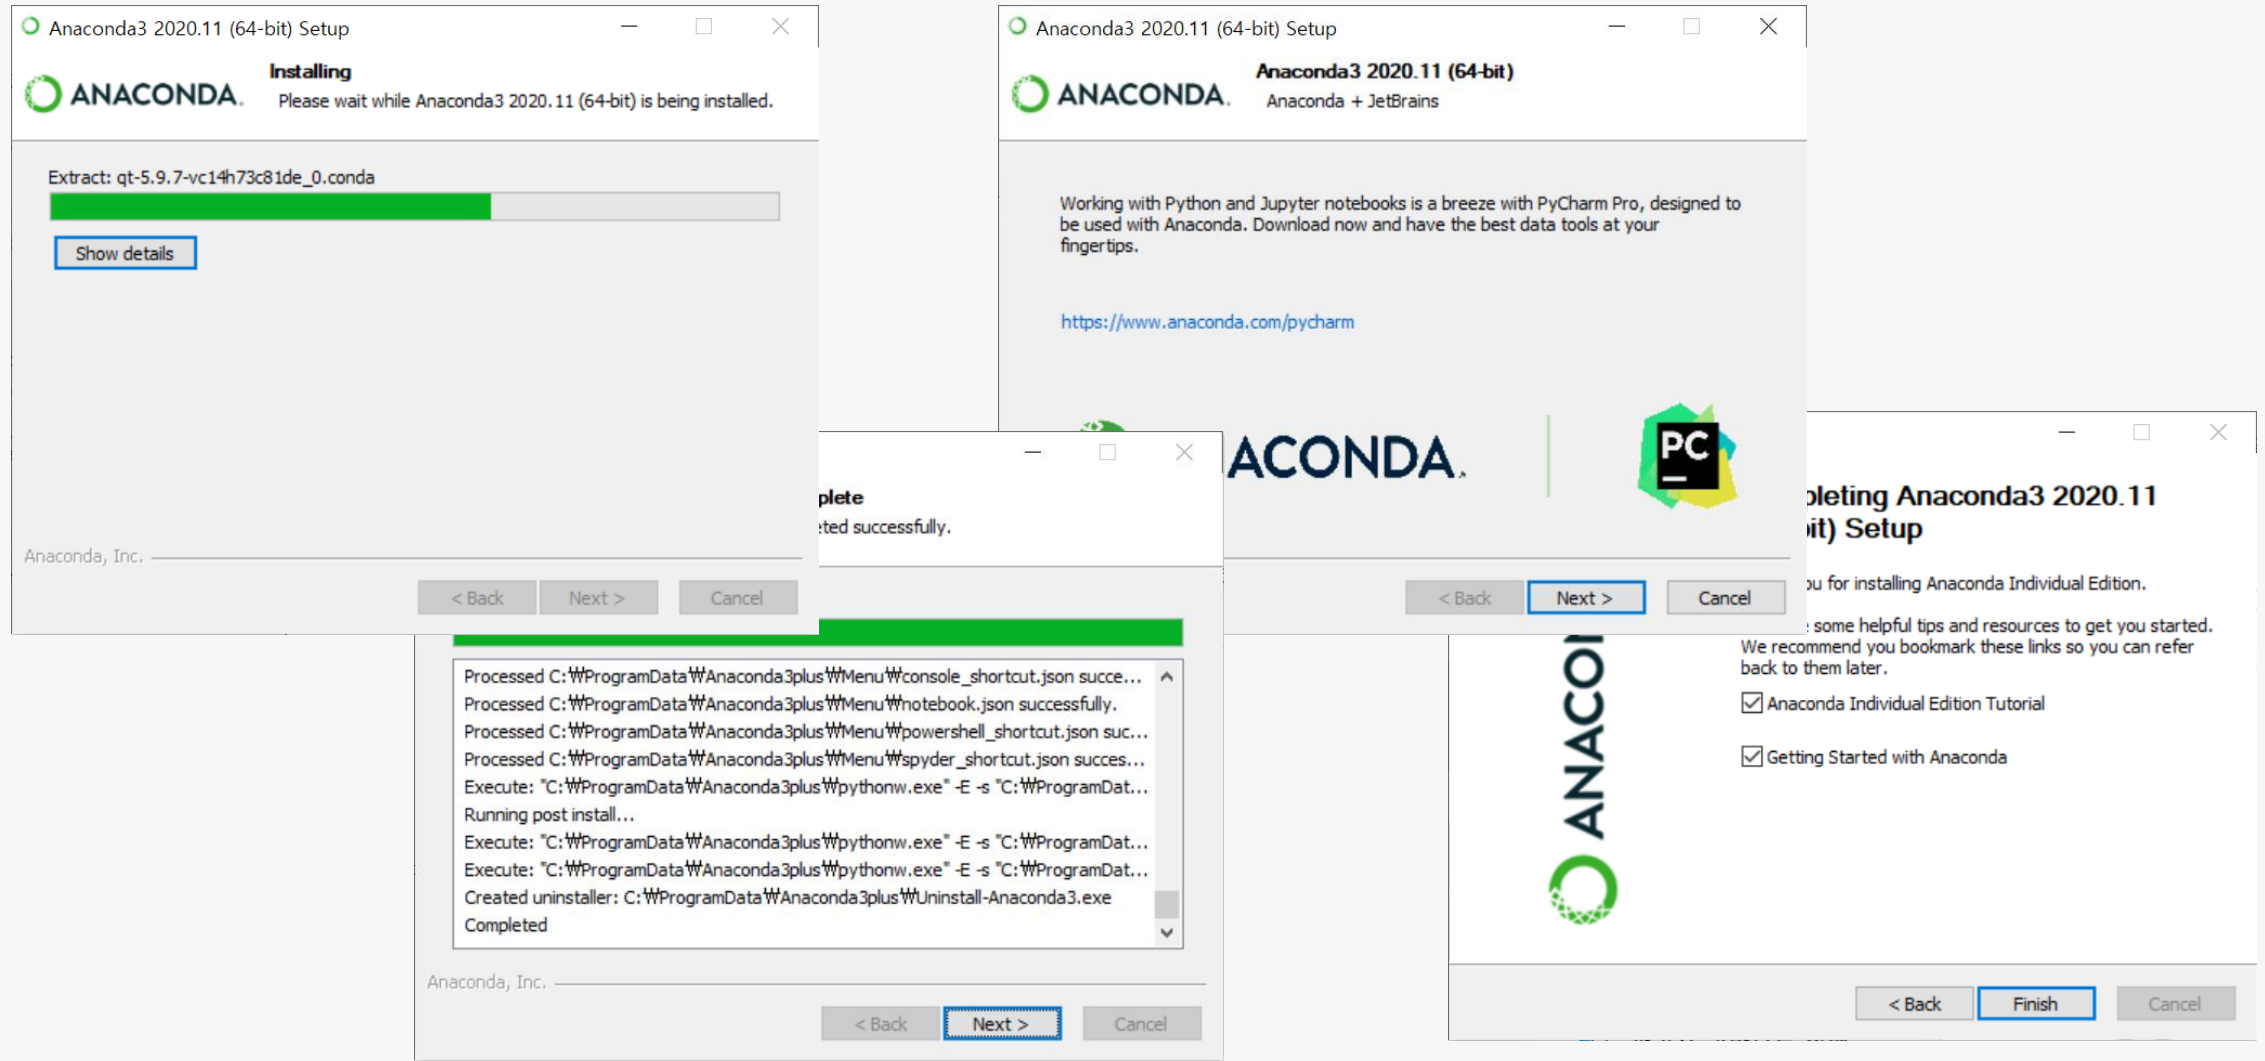 Anaconda3 2020.11 (64-bit) Setup
ANACONDA.
Installing
Please wait while Anaconda3 2020.11 (64-bit) is being installed.
Extract: qt-5.9.7-vc14h73c81de_0.conda
Show details
Anaconda, Inc.
< Back
Next >
Cancel
plete
ted successfully.
Processed C:₩ProgramData₩Anaconda3plus₩Menu₩console_shortcut.json succe...
Processed C:₩ProgramData₩Anaconda3plus₩Menu₩notebook.json successfully.
Processed C:₩ProgramData₩Anaconda3plus₩Menu₩powershell_shortcut.json suc...
Processed C:₩ProgramData₩Anaconda3plus₩Menu₩spyder_shortcut.json succes...
Execute: "C:₩ProgramData₩Anaconda3plus₩pythonw.exe" -E -s "C:₩ProgramDat...
Running post install...
Execute: "C:₩ProgramData₩Anaconda3plus₩pythonw.exe" -E -s "C:₩ProgramDat...
Execute: "C:₩ProgramData₩Anaconda3plus₩pythonw.exe" -E -s "C:₩ProgramDat...
Created uninstaller: C:₩ProgramData₩Anaconda3plus₩Uninstall-Anaconda3.exe
Completed
Anaconda, Inc.
< Back
Next >
Cancel
Anaconda3 2020.11 (64-bit) Setup
ANACONDA.
Anaconda3 2020.11 (64-bit)
Anaconda + JetBrains
Working with Python and Jupyter notebooks is a breeze with PyCharm Pro, designed to
be used with Anaconda. Download now and have the best data tools at your
fingertips.
https://www.anaconda.com/pycharm
ACONDA.
PC
< Back
Next >
Cancel
pleting Anaconda3 2020.11
it) Setup
ou for installing Anaconda Individual Edition.
some helpful tips and resources to get you started.
We recommend you bookmark these links so you can refer
back to them later.
Anaconda Individual Edition Tutorial
Getting Started with Anaconda
ANACO
< Back
Finish
Cancel